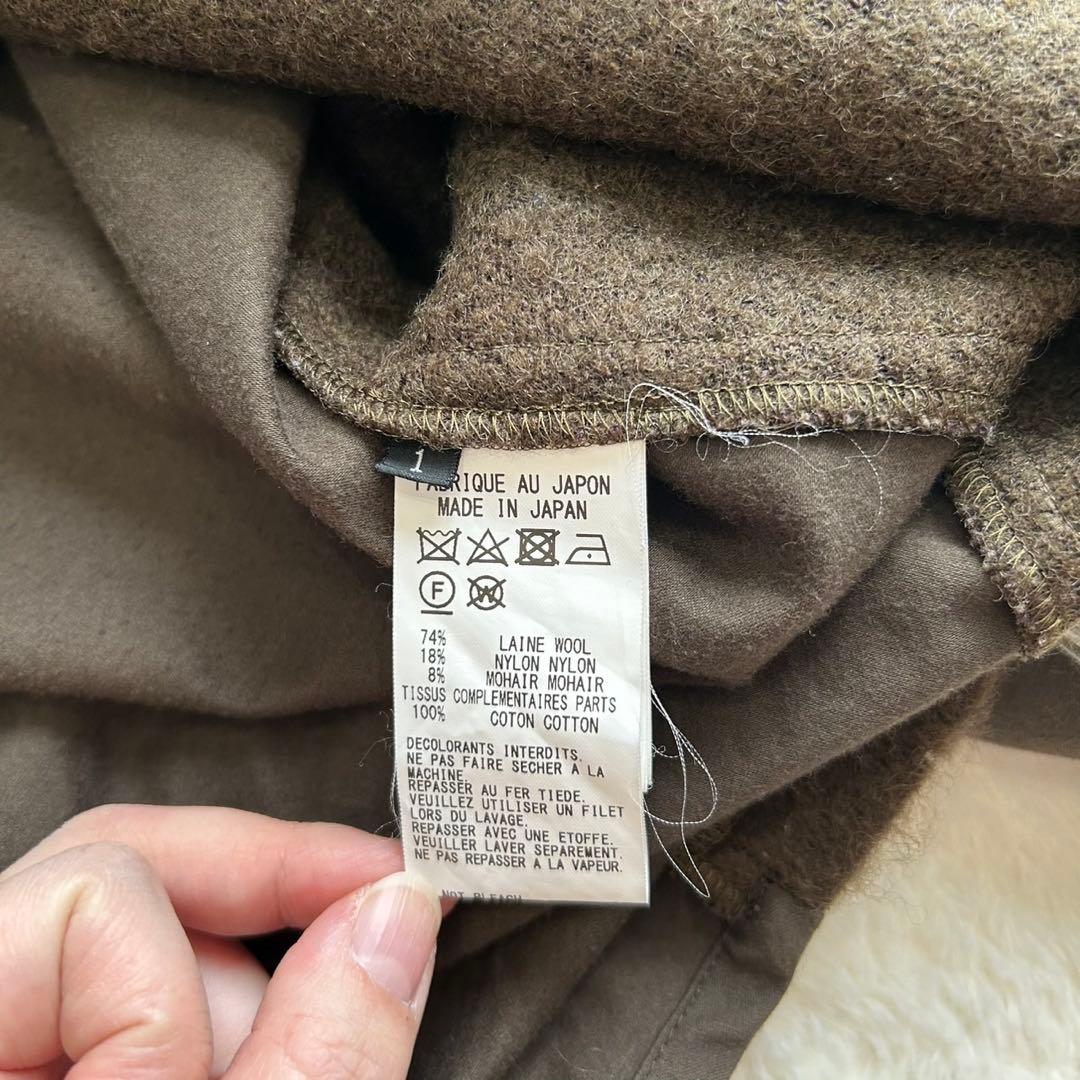 1
FABRIQUE AU JAPON
MADE IN JAPAN
F W
74% LAINE WOOL
18% NYLON NYLON
8% MOHAIR MOHAIR
TISSUS COMPLEMENTAIRES PARTS
100% COTON COTTON
DECOLORANTS INTERDITS.
NE PAS FAIRE SECHER A LA
MACHINE.
REPASSER AU FER TIEDE.
VEUILLEZ UTILISER UN FILET
LORS DU LAVAGE.
REPASSER AVEC UNE ETOFFE.
VEUILLER LAVER SEPAREMENT.
NE PAS REPASSER A LA VAPEUR.
NOT BLEACH